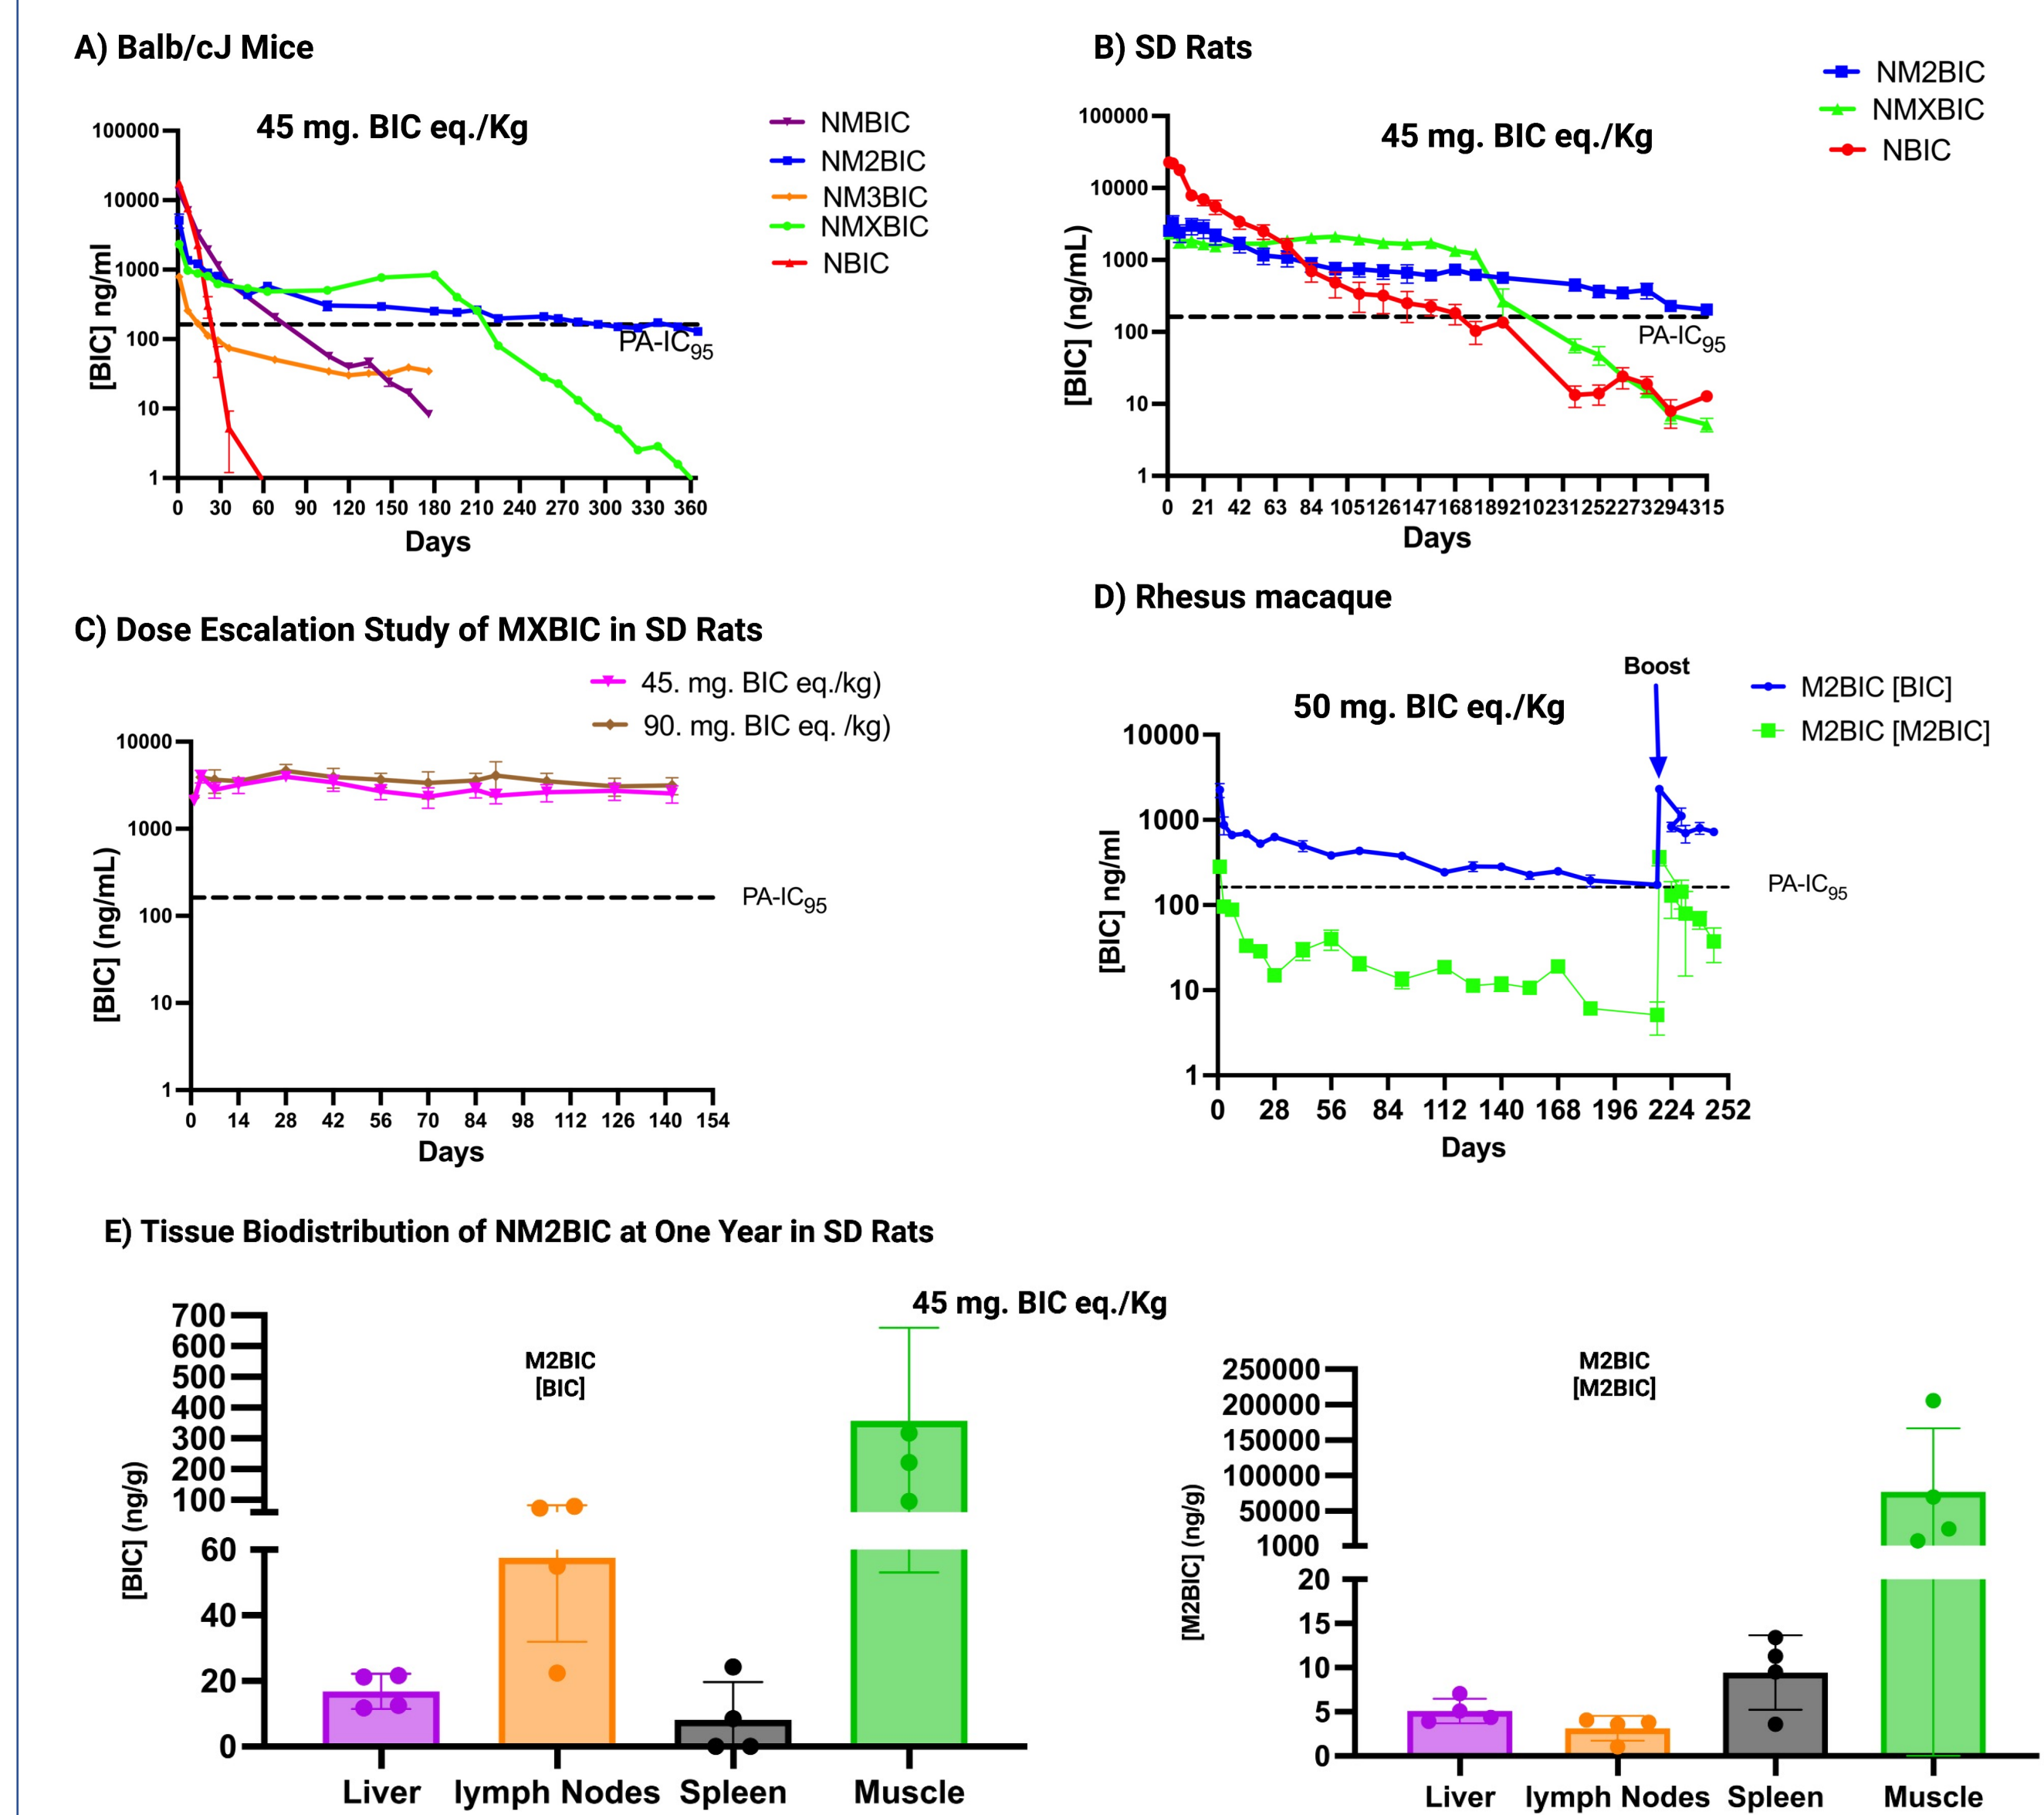 A) Balb/cJ Mice
45 mg. BIC eq./Kg
[BIC] ng/ml
100000
10000
1000
100
10
1
0 30 60 90 120 150 180 210 240 270 300 330 360
Days
PA-IC95
NMBIC
NM2BIC
NM3BIC
NMXBIC
NBIC
B) SD Rats
45 mg. BIC eq./Kg
[BIC] (ng/mL)
100000
10000
1000
100
10
1
0 21 42 63 84 105 126 147 168 189 210 231 252 273 294 315
Days
PA-IC95
NM2BIC
NMXBIC
NBIC
C) Dose Escalation Study of MXBIC in SD Rats
45. mg. BIC eq./kg)
90. mg. BIC eq. /kg)
[BIC] (ng/mL)
10000
1000
100
10
1
0 14 28 42 56 70 84 98 112 126 140 154
Days
PA-IC95
D) Rhesus macaque
50 mg. BIC eq./Kg
Boost
M2BIC [BIC]
M2BIC [M2BIC]
[BIC] ng/ml
10000
1000
100
10
1
0 28 56 84 112 140 168 196 224 252
Days
PA-IC95
E) Tissue Biodistribution of NM2BIC at One Year in SD Rats
45 mg. BIC eq./Kg
M2BIC
[BIC]
[BIC] (ng/g)
700
600
500
400
300
200
100
60
40
20
0
Liver lymph Nodes Spleen Muscle
M2BIC
[M2BIC]
[M2BIC] (ng/g)
250000
200000
150000
100000
50000
1000
20
15
10
5
0
Liver lymph Nodes Spleen Muscle